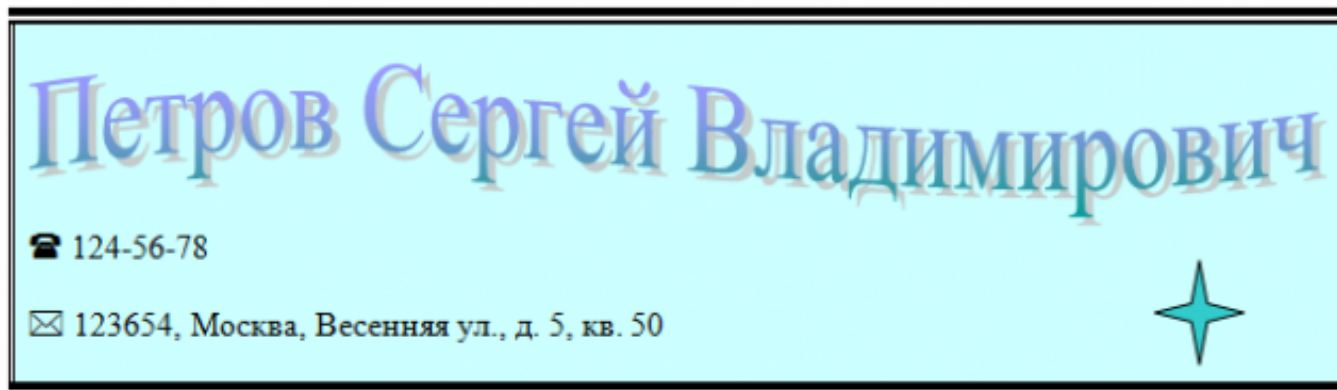 Петров Сергей Владимирович
☎ 124-56-78
✉ 123654, Москва, Весенняя ул., д. 5, кв. 50